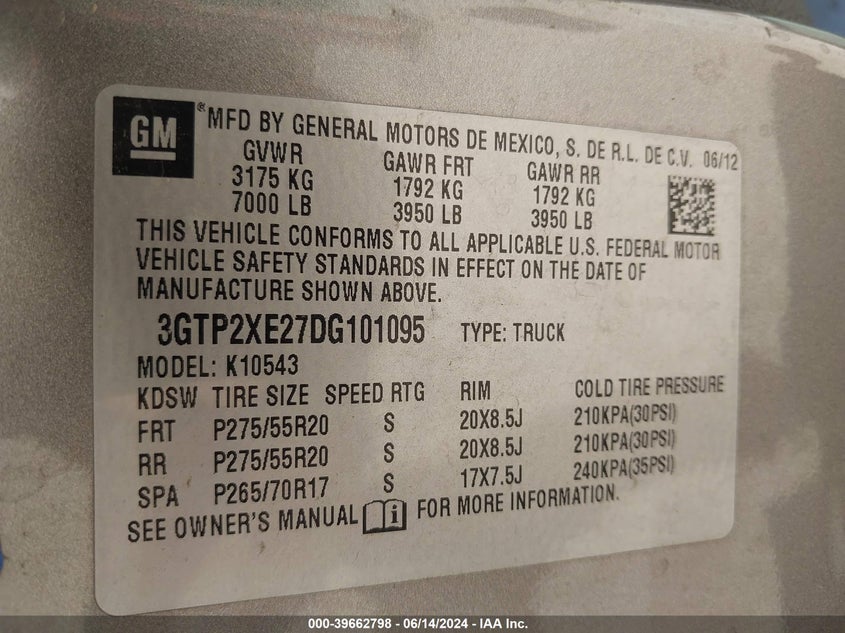 GM
® MFD BY GENERAL MOTORS DE MEXICO, S. DE R.L. DE C.V. 06/12
GVWR GAWR FRT GAWR RR
3175 KG 1792 KG 1792 KG
7000 LB 3950 LB 3950 LB
THIS VEHICLE CONFORMS TO ALL APPLICABLE U.S. FEDERAL MOTOR
VEHICLE SAFETY STANDARDS IN EFFECT ON THE DATE OF
MANUFACTURE SHOWN ABOVE.
3GTP2XE27DG101095 TYPE: TRUCK
MODEL: K10543
KDSW TIRE SIZE SPEED RTG RIM COLD TIRE PRESSURE
FRT P275/55R20 S 20X8.5J 210KPA(30PSI)
RR P275/55R20 S 20X8.5J 210KPA(30PSI)
SPA P265/70R17 S 17X7.5J 240KPA(35PSI)
SEE OWNER'S MANUAL i FOR MORE INFORMATION.
000-39662798 - 06/14/2024 - IAA Inc.